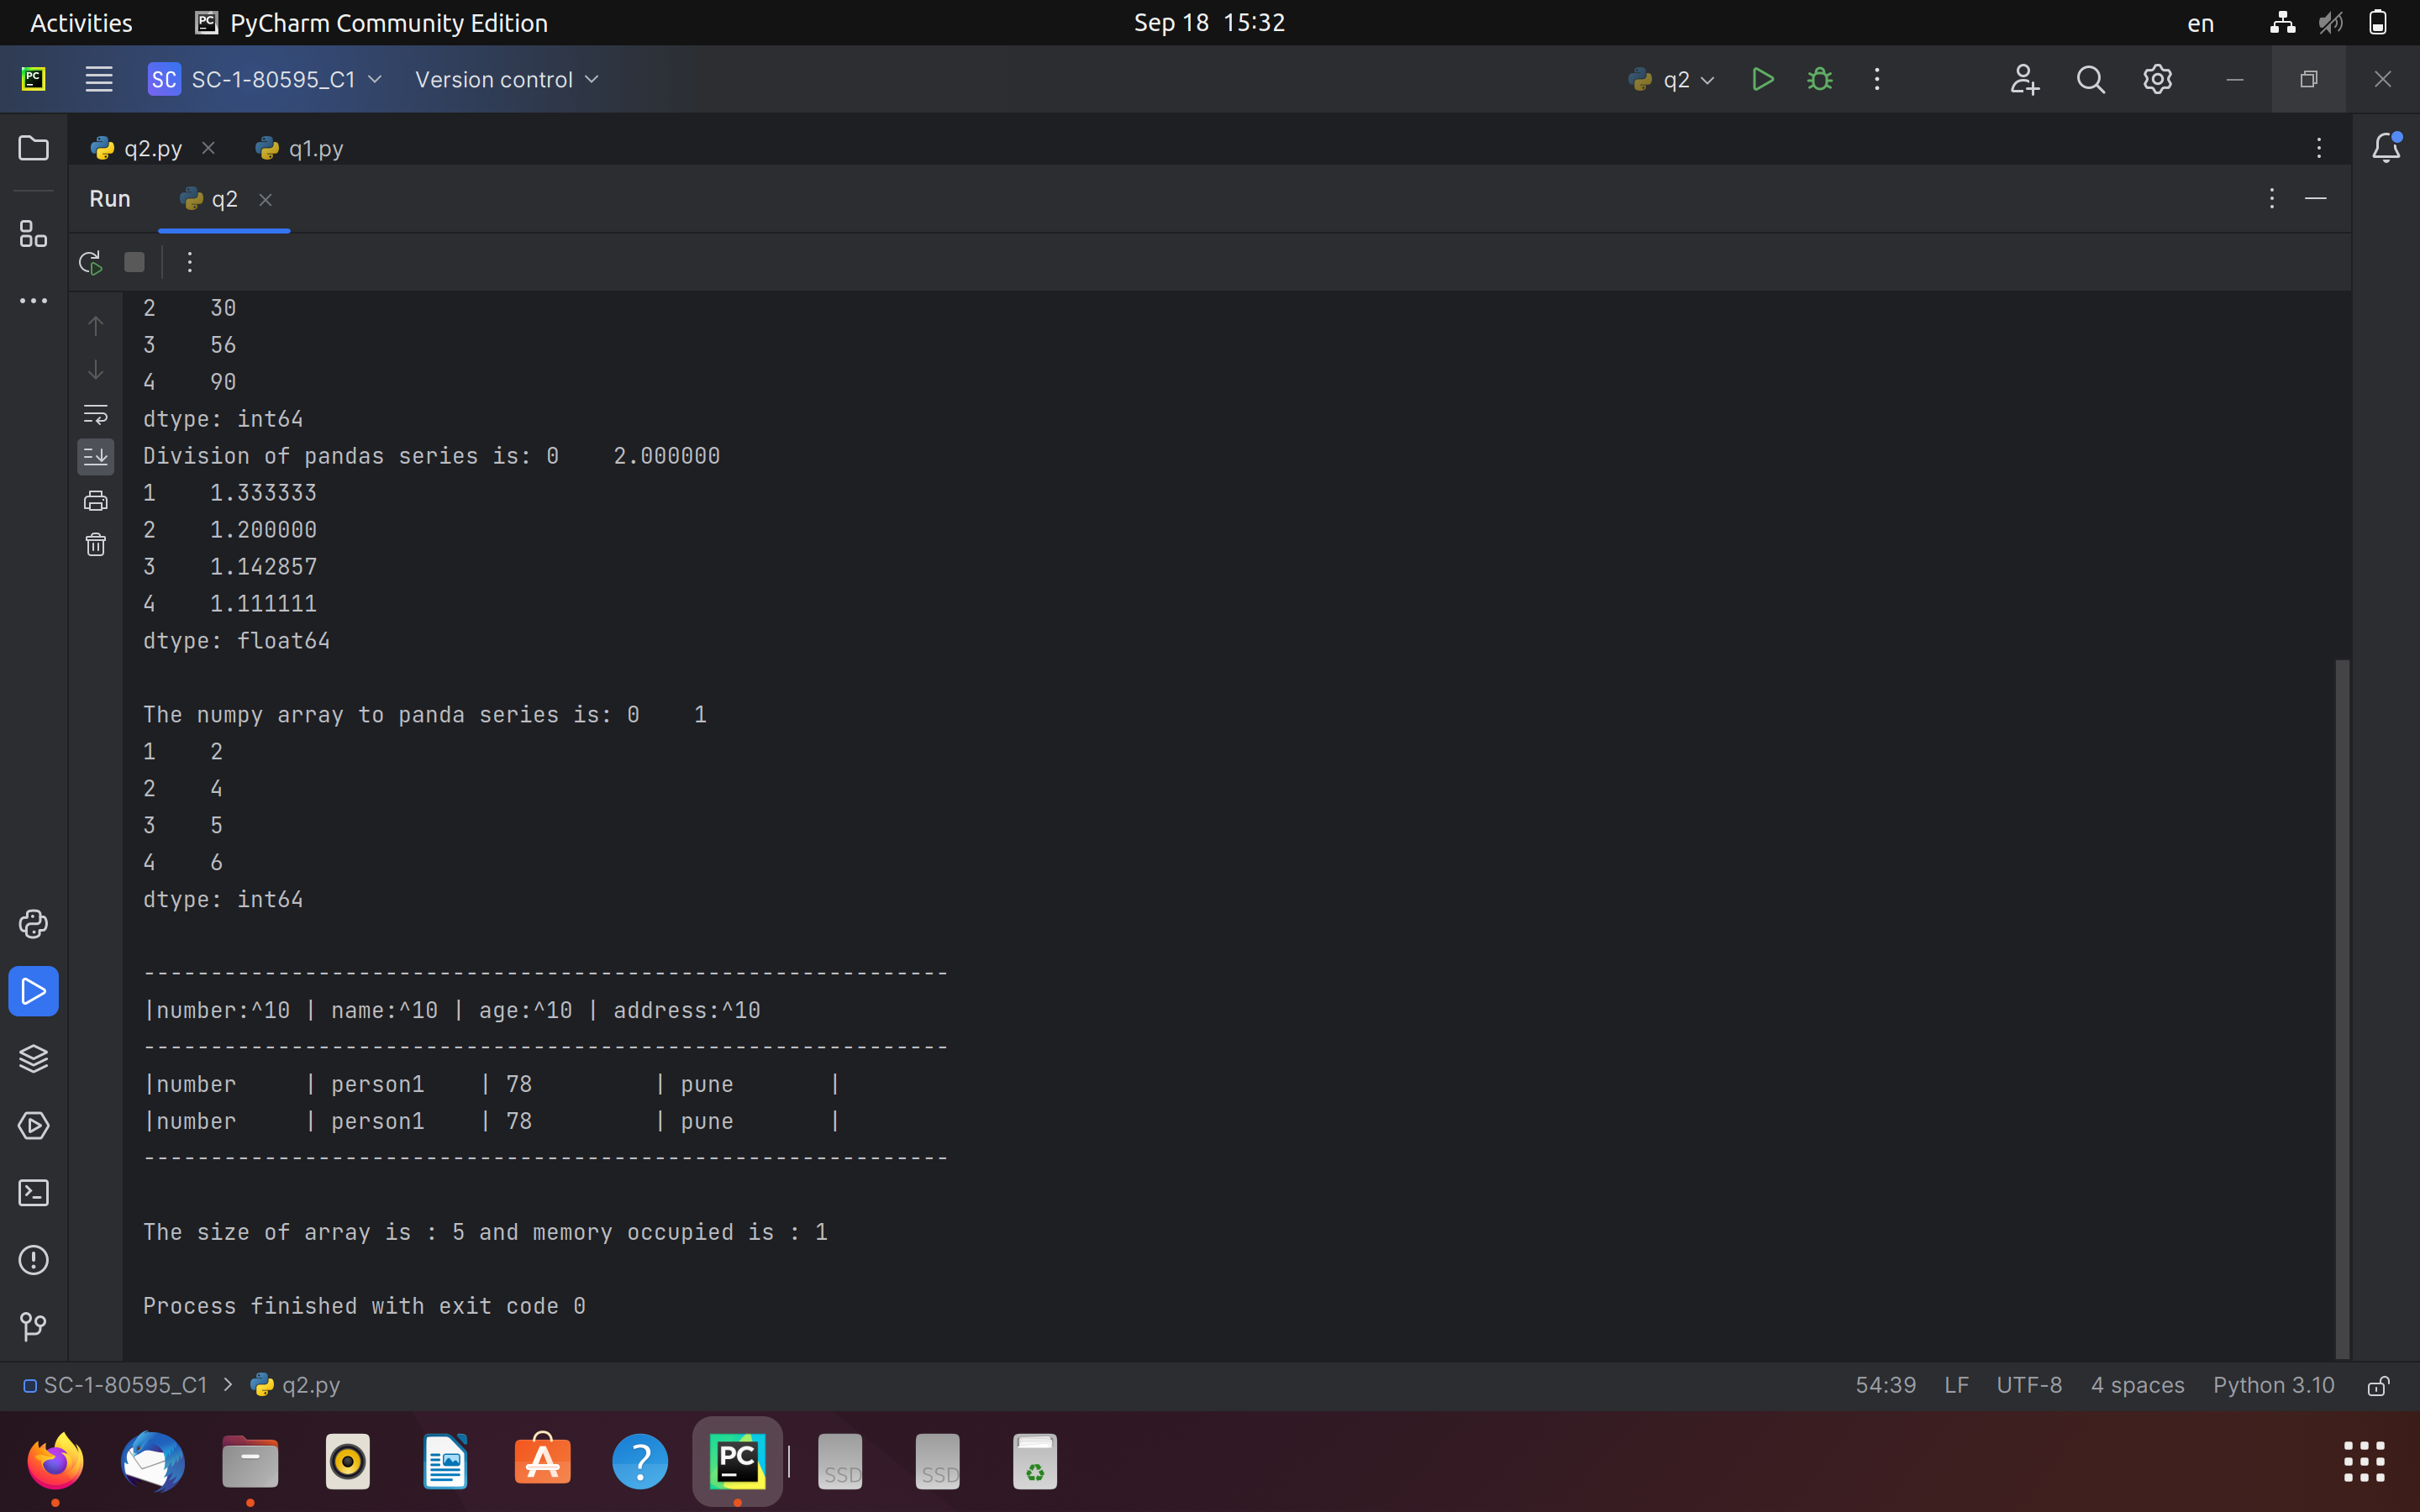 Activities PyCharm Community Edition Sep 18 15:32 en
PC SC SC-1-80595_C1 Version control q2
q2.py q1.py
Run q2
2    30
3    56
4    90
dtype: int64
Division of pandas series is: 0    2.000000
1    1.333333
2    1.200000
3    1.142857
4    1.111111
dtype: float64
The numpy array to panda series is: 0    1
1    2
2    4
3    5
4    6
dtype: int64
------------------------------------------------------------
|number:^10 | name:^10 | age:^10 | address:^10
------------------------------------------------------------
|number     | person1    | 78         | pune       |
|number     | person1    | 78         | pune       |
------------------------------------------------------------
The size of array is : 5 and memory occupied is : 1
Process finished with exit code 0
SC-1-80595_C1 > q2.py 54:39 LF UTF-8 4 spaces Python 3.10
A ? PC SSD SSD